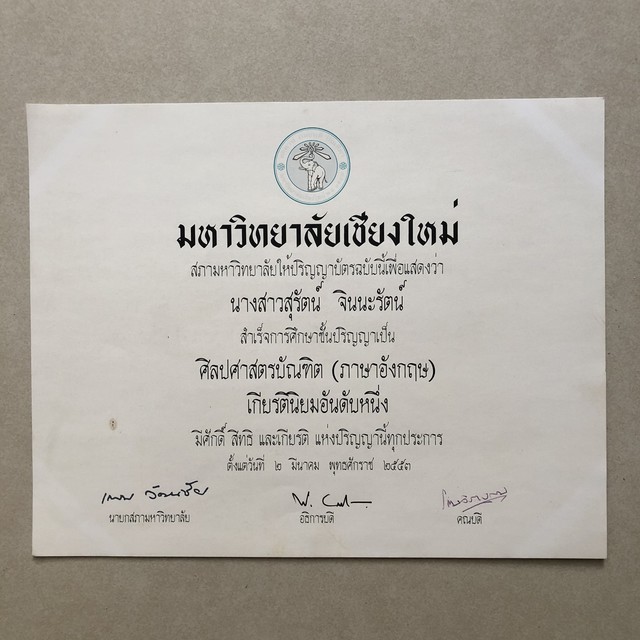 มหาวิทยาลัยเชียงใหม่
สภามหาวิทยาลัยให้ปริญญาบัตรฉบับนี้เพื่อแสดงว่า
นางสาวสุรัตน์ จินนะรัตน์
สำเร็จการศึกษาชั้นปริญญาเป็น
ศิลปศาสตรบัณฑิต (ภาษาอังกฤษ)
เกียรตินิยมอันดับหนึ่ง
มีศักดิ์ สิทธิ และเกียรติ แห่งปริญญานี้ทุกประการ
ตั้งแต่วันที่ ๒ มีนาคม พุทธศักราช ๒๕๕๓
นายกสภามหาวิทยาลัย อธิการบดี คณบดี